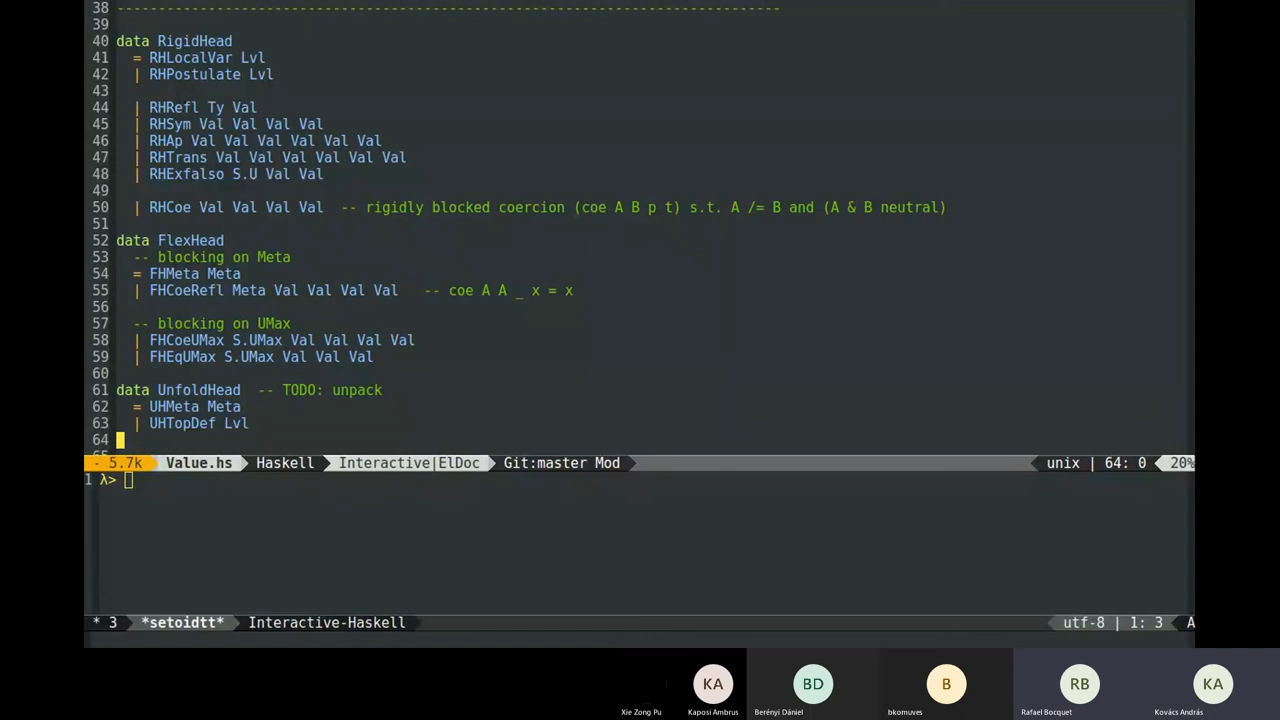 38 --------------------------------------------------------------------------------
39
40 data RigidHead
41   = RHLocalVar Lvl
42   | RHPostulate Lvl
43
44   | RHRefl Ty Val
45   | RHSym Val Val Val Val
46   | RHAp Val Val Val Val Val Val
47   | RHTrans Val Val Val Val Val Val
48   | RHExfalso S.U Val Val
49
50   | RHCoe Val Val Val Val  -- rigidly blocked coercion (coe A B p t) s.t. A /= B and (A & B neutral)
51
52 data FlexHead
53   -- blocking on Meta
54   = FHMeta Meta
55   | FHCoeRefl Meta Val Val Val Val   -- coe A A _ x = x
56
57   -- blocking on UMax
58   | FHCoeUMax S.UMax Val Val Val Val
59   | FHEqUMax S.UMax Val Val Val
60
61 data UnfoldHead  -- TODO: unpack
62   = UHMeta Meta
63   | UHTopDef Lvl
64
- 5.7k Value.hs Haskell Interactive|ElDoc Git:master Mod unix | 64: 0 20%
1 λ>
* 3 *setoidtt* Interactive-Haskell utf-8 | 1: 3 A
KA BD B RB KA
Xie Zong Pu Kaposi Ambrus Berényi Dániel bkomuves Rafael Bocquet Kovács András